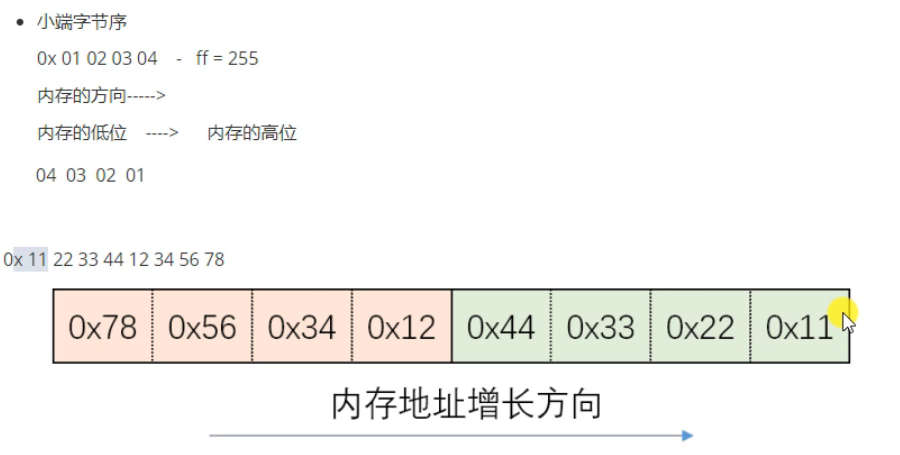 小端字节序
0x 01 02 03 04 - ff = 255
内存的方向----->
内存的低位 ----> 内存的高位
04 03 02 01
0x 11 22 33 44 12 34 56 78
0x78 0x56 0x34 0x12 0x44 0x33 0x22 0x11
内存地址增长方向